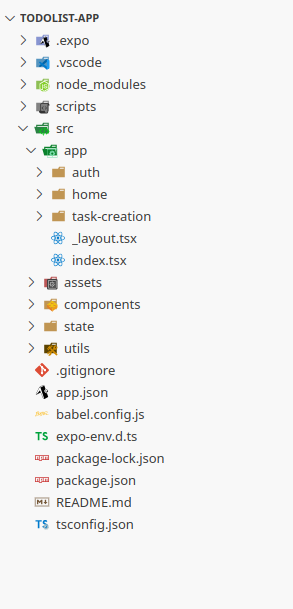 TODOLIST-APP
.expo
.vscode
node_modules
scripts
src
app
auth
home
task-creation
_layout.tsx
index.tsx
assets
components
state
utils
.gitignore
app.json
babel.config.js
TS expo-env.d.ts
package-lock.json
package.json
README.md
TS tsconfig.json